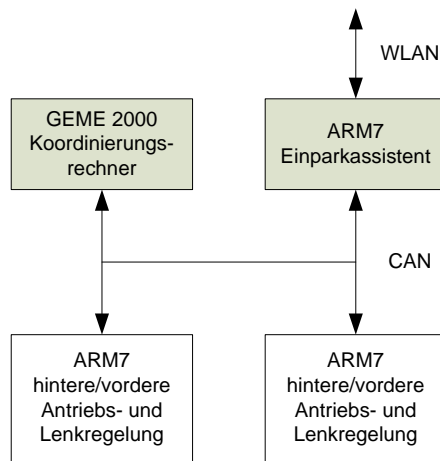 WLAN
GEME 2000
Koordinierungs-
rechner
ARM7
Einparkassistent
CAN
ARM7
hintere/vordere
Antriebs- und
Lenkregelung
ARM7
hintere/vordere
Antriebs- und
Lenkregelung